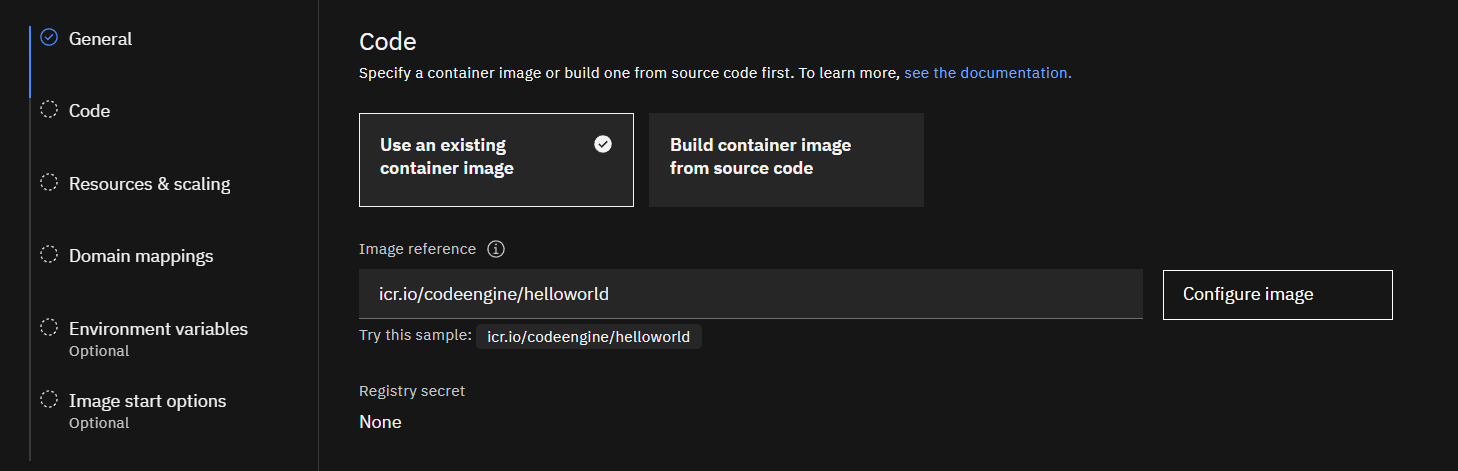 General
Code
Resources & scaling
Domain mappings
Environment variables
Optional
Image start options
Optional
Code
Specify a container image or build one from source code first. To learn more, see the documentation.
Use an existing
container image
Build container image
from source code
Image reference
icr.io/codeengine/helloworld
Configure image
Try this sample: icr.io/codeengine/helloworld
Registry secret
None